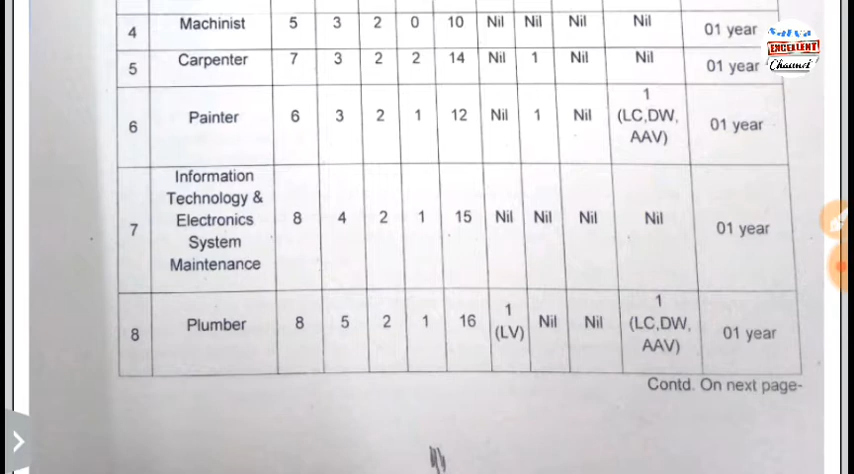 4 Machinist 5 3 2 0 10 Nil Nil Nil Nil 01 year
5 Carpenter 7 3 2 2 14 Nil 1 Nil Nil 01 year
6 Painter 6 3 2 1 12 Nil 1 Nil 1 (LC,DW, AAV) 01 year
7 Information Technology & Electronics System Maintenance 8 4 2 1 15 Nil Nil Nil Nil 01 year
8 Plumber 8 5 2 1 16 1 (LV) Nil Nil 1 (LC,DW, AAV) 01 year
Contd. On next page-
EXCELLENT
Channel